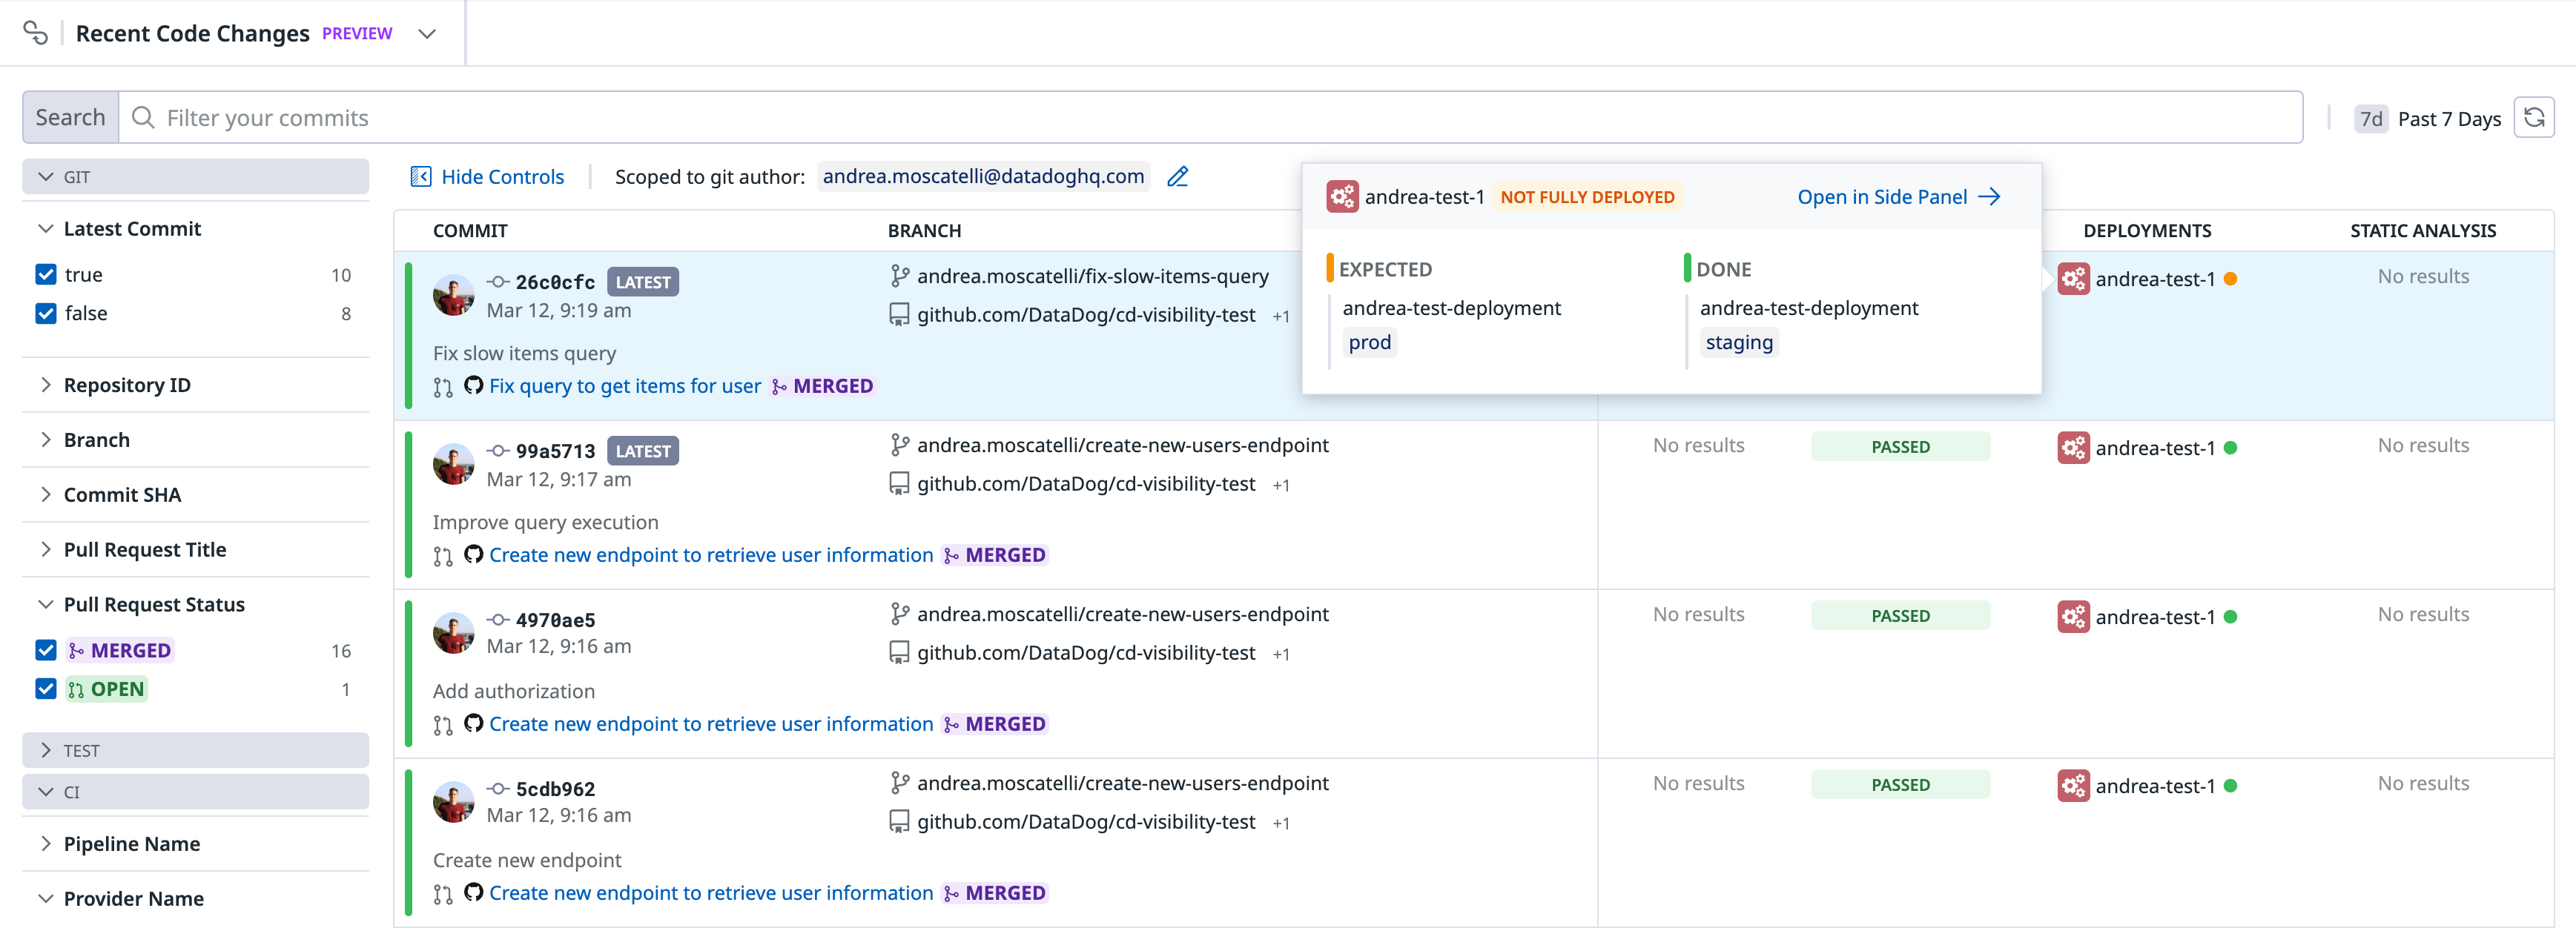 Recent Code Changes PREVIEW
Search Filter your commits 7d Past 7 Days
GIT
Latest Commit
true 10
false 8
Repository ID
Branch
Commit SHA
Pull Request Title
Pull Request Status
MERGED 16
OPEN 1
TEST
CI
Pipeline Name
Provider Name
Hide Controls Scoped to git author: andrea.moscatelli@datadoghq.com
COMMIT BRANCH DEPLOYMENTS STATIC ANALYSIS
andrea-test-1 NOT FULLY DEPLOYED Open in Side Panel
EXPECTED DONE
andrea-test-deployment andrea-test-deployment
prod staging
26c0cfc LATEST andrea.moscatelli/fix-slow-items-query andrea-test-1 No results
Mar 12, 9:19 am github.com/DataDog/cd-visibility-test +1
Fix slow items query
Fix query to get items for user MERGED
99a5713 LATEST andrea.moscatelli/create-new-users-endpoint No results PASSED andrea-test-1 No results
Mar 12, 9:17 am github.com/DataDog/cd-visibility-test +1
Improve query execution
Create new endpoint to retrieve user information MERGED
4970ae5 andrea.moscatelli/create-new-users-endpoint No results PASSED andrea-test-1 No results
Mar 12, 9:16 am github.com/DataDog/cd-visibility-test +1
Add authorization
Create new endpoint to retrieve user information MERGED
5cdb962 andrea.moscatelli/create-new-users-endpoint No results PASSED andrea-test-1 No results
Mar 12, 9:16 am github.com/DataDog/cd-visibility-test +1
Create new endpoint
Create new endpoint to retrieve user information MERGED